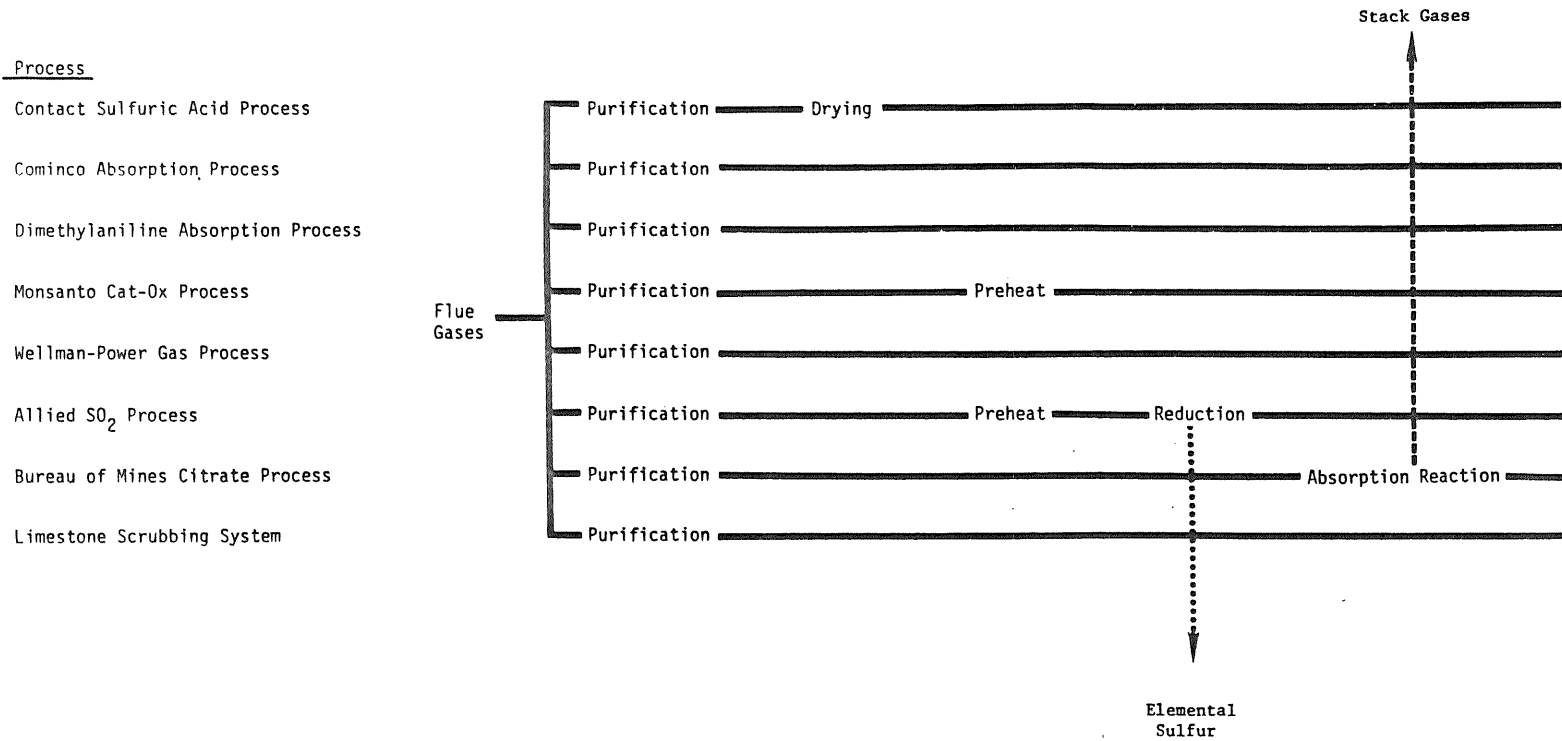 Stack Gases
Process
Contact Sulfuric Acid Process Purification Drying
Cominco Absorption Process Purification
Dimethylaniline Absorption Process Purification
Monsanto Cat-Ox Process Purification Preheat
Flue
Gases
Wellman-Power Gas Process Purification
Allied SO2 Process Purification Preheat Reduction
Bureau of Mines Citrate Process Purification Absorption Reaction
Limestone Scrubbing System Purification
Elemental
Sulfur